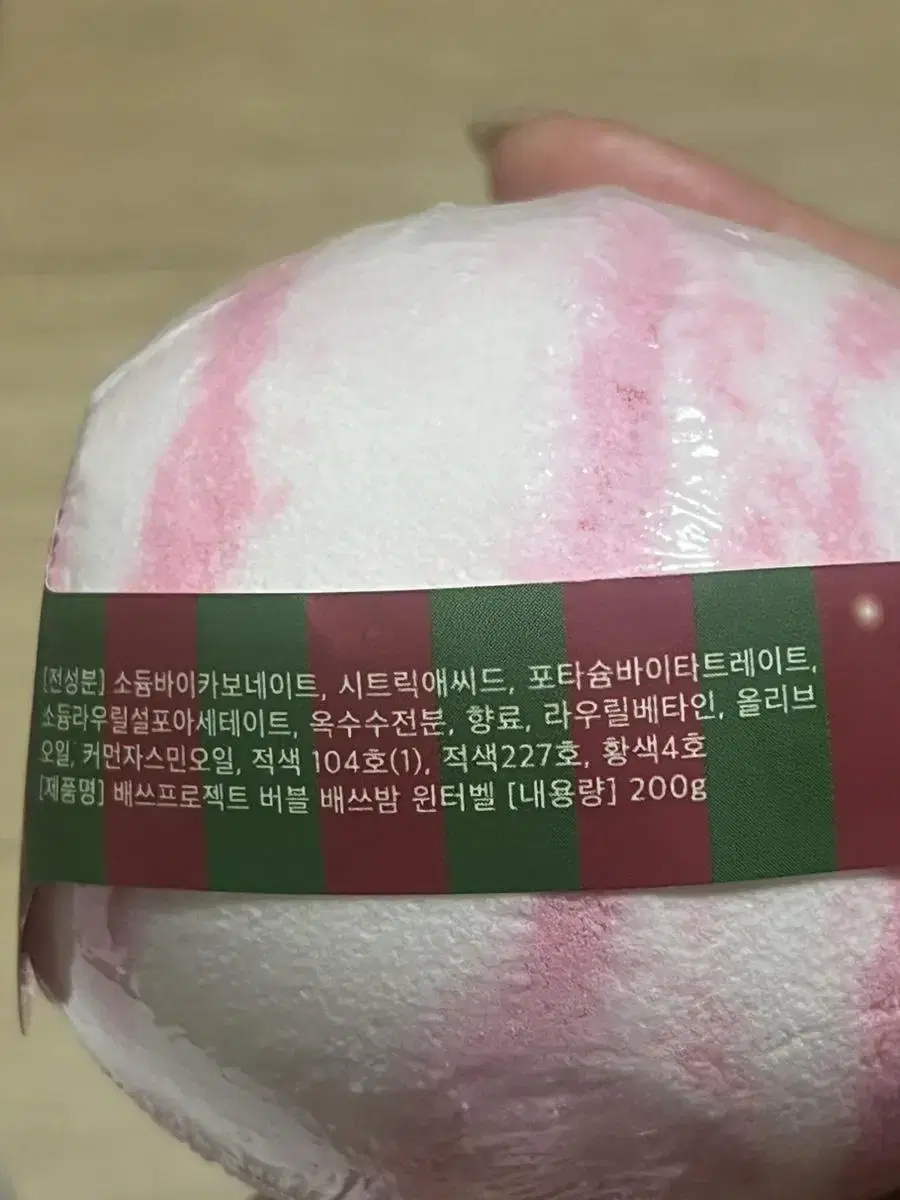 [전성분] 소듐바이카보네이트, 시트릭애씨드, 포타슘바이타트레이트,
소듐라우릴설포아세테이트, 옥수수전분, 향료, 라우릴베타인, 올리브
오일, 커먼자스민오일, 적색 104호(1), 적색227호, 황색4호
[제품명] 배쓰프로젝트 버블 배쓰밤 윈터벨 [내용량] 200g